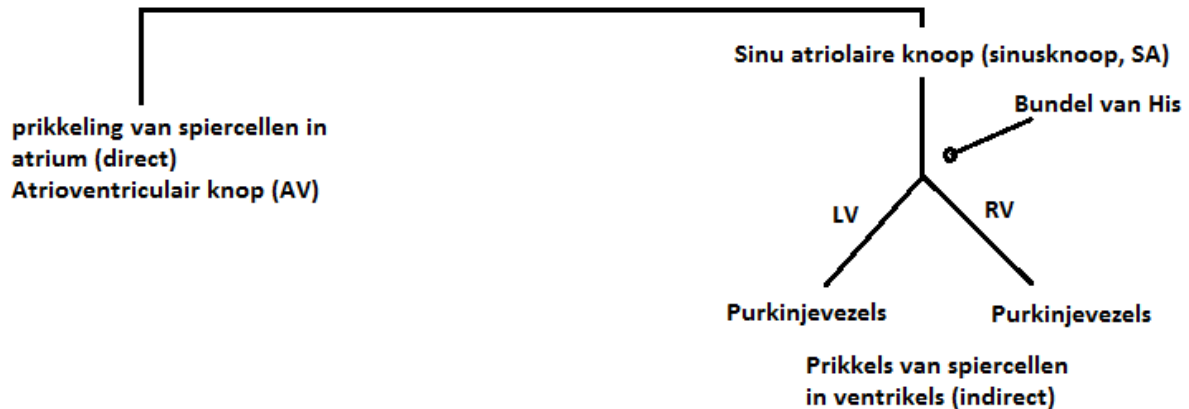 Sinu atriolaire knoop (sinusknoop, SA)
Bundel van His
prikkeling van spiercellen in
atrium (direct)
Atrioventriculair knop (AV)
LV
RV
Purkinjevezels
Purkinjevezels
Prikkels van spiercellen
in ventrikels (indirect)